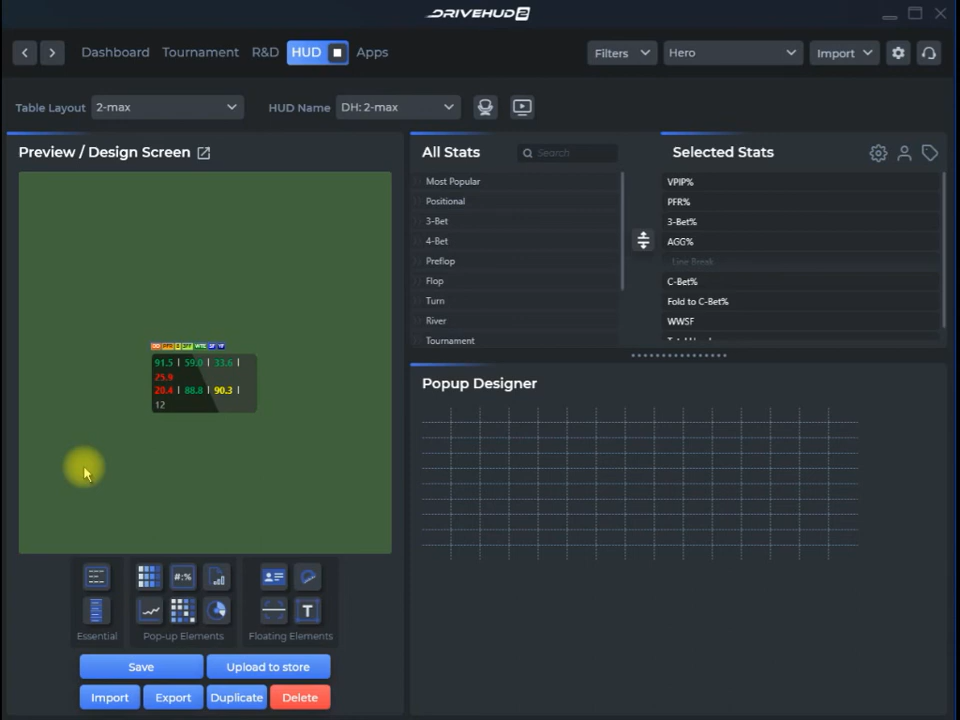 DRIVEHUD2
Dashboard Tournament R&D HUD Apps Filters Hero Import
Table Layout 2-max HUD Name DH: 2-max
Preview / Design Screen
All Stats
Search
Selected Stats
Most Popular
Positional
3-Bet
4-Bet
Preflop
Flop
Turn
River
Tournament
VPIP%
PFR%
3-Bet%
AGG%
Line Break
C-Bet%
Fold to C-Bet%
WWSF
91.5 | 59.0 | 33.6 |
25.9
20.4 | 88.8 | 90.3 |
12
Popup Designer
#:%
T
Essential Pop-up Elements Floating Elements
Save Upload to store
Import Export Duplicate Delete